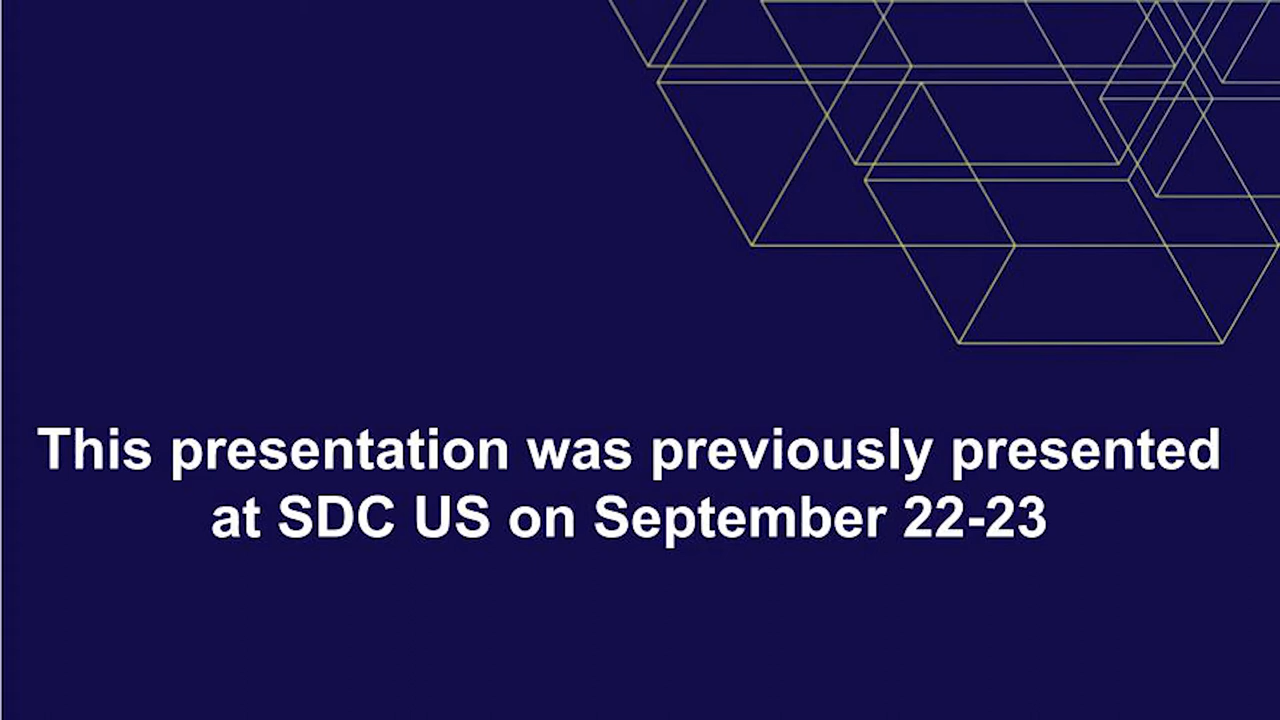 This presentation was previously presented
at SDC US on September 22-23